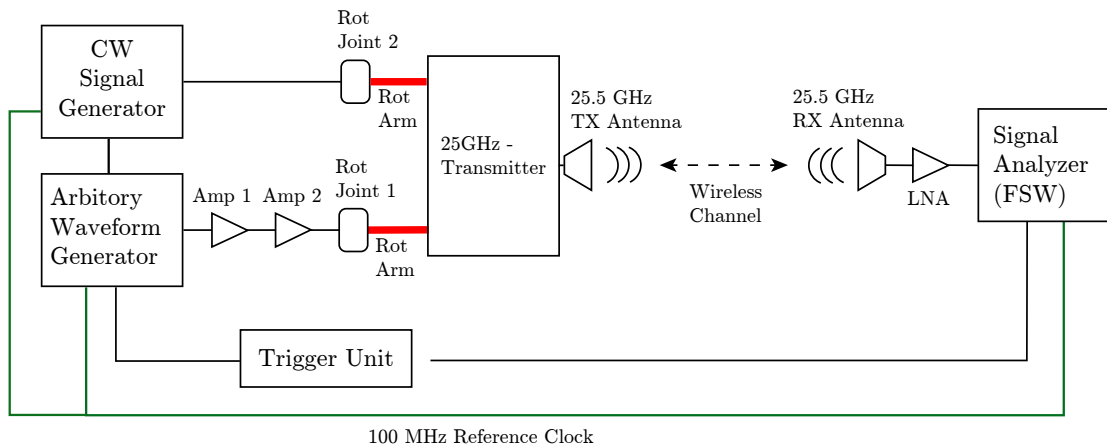 CW
Signal
Generator
Rot
Joint 2
Rot
Arm
25GHz -
Transmitter
25.5 GHz
TX Antenna
25.5 GHz
RX Antenna
Wireless
Channel
LNA
Signal
Analyzer
(FSW)
Arbitory
Waveform
Generator
Amp 1
Amp 2
Rot
Joint 1
Rot
Arm
Trigger Unit
100 MHz Reference Clock